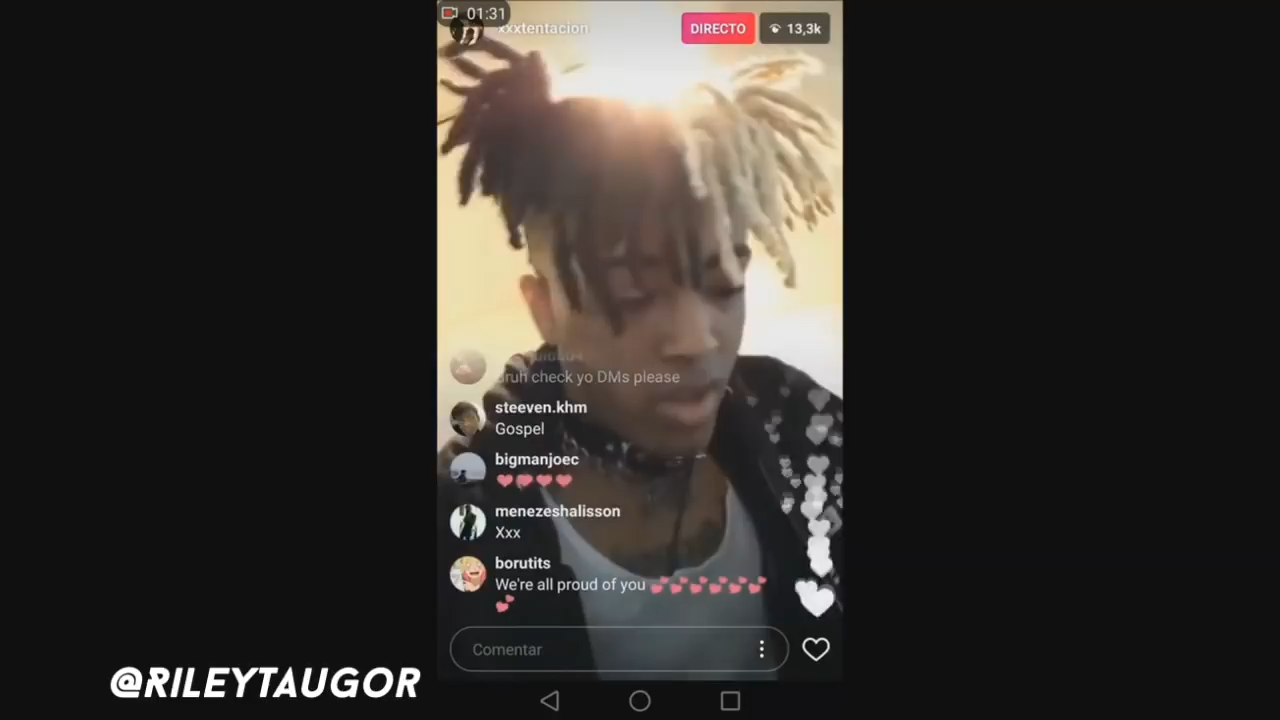 01:31
xxxtentacion
DIRECTO
13,3k
check yo DMs please
steeven.khm
Gospel
bigmanjoec
menezeshalisson
Xxx
borutits
We're all proud of you
Comentar
@RILEYTAUGOR